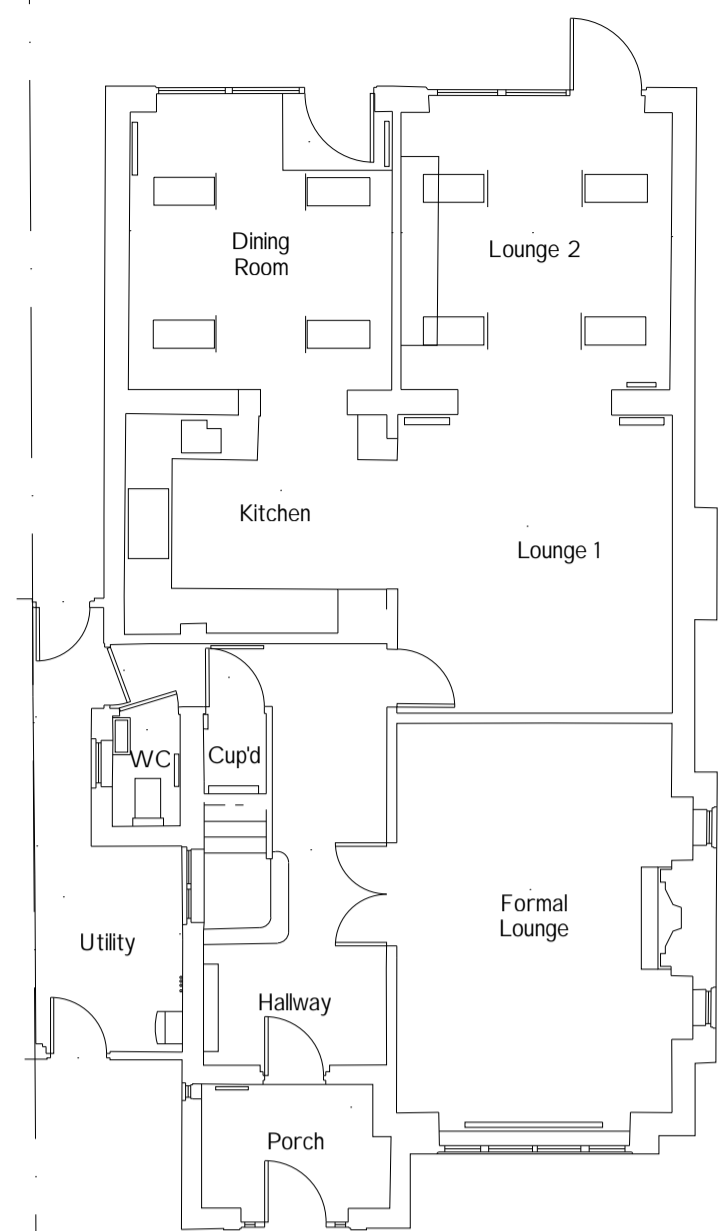 Dining
Room
Lounge 2
Kitchen
Lounge 1
WC
Cup'd
Formal
Lounge
Utility
Hallway
Porch